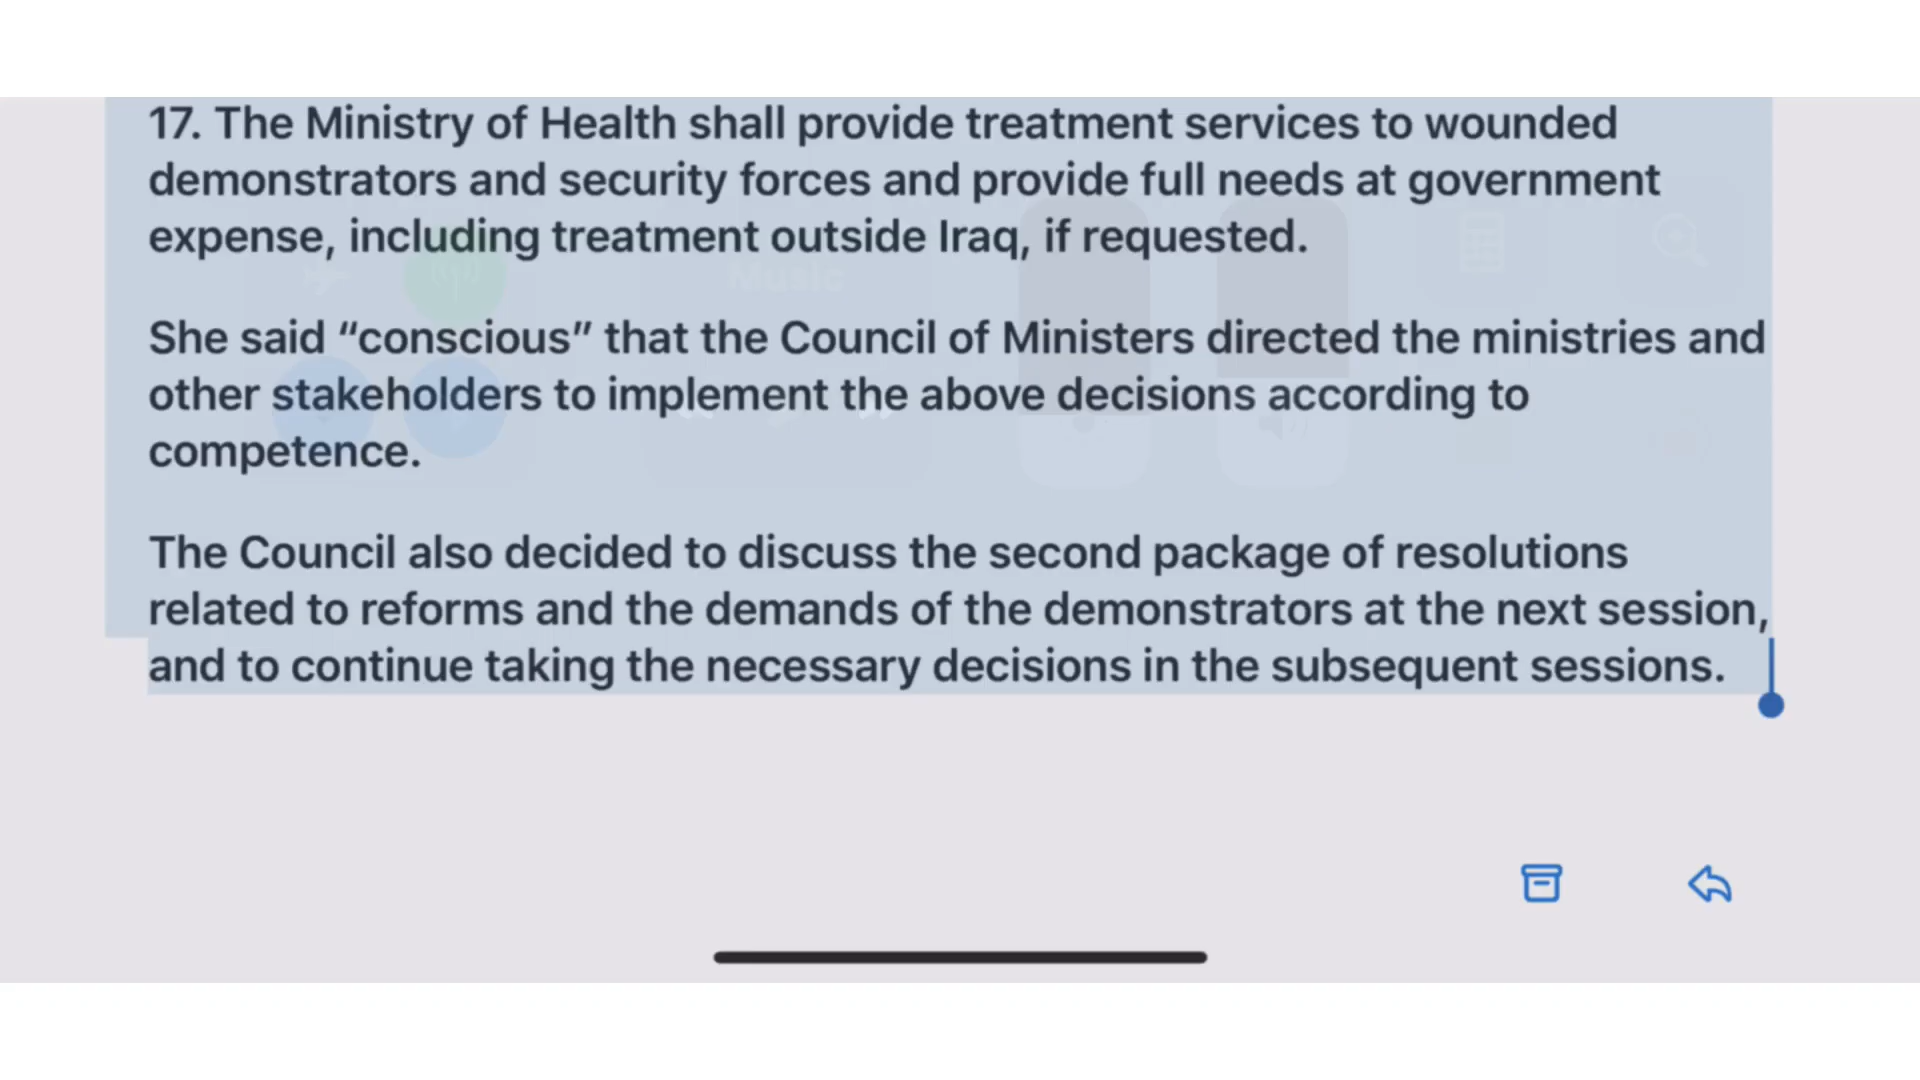 17. The Ministry of Health shall provide treatment services to wounded
demonstrators and security forces and provide full needs at government
expense, including treatment outside Iraq, if requested.
She said “conscious” that the Council of Ministers directed the ministries and
other stakeholders to implement the above decisions according to
competence.
The Council also decided to discuss the second package of resolutions
related to reforms and the demands of the demonstrators at the next session,
and to continue taking the necessary decisions in the subsequent sessions.
Music